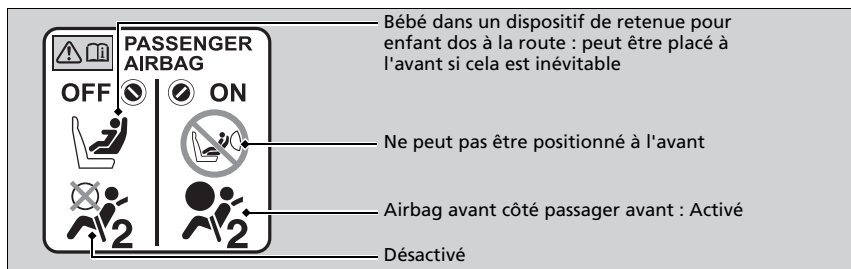 PASSENGER
AIRBAG
OFF
ON
2
2
Bébé dans un dispositif de retenue pour
enfant dos à la route : peut être placé à
l'avant si cela est inévitable
Ne peut pas être positionné à l'avant
Airbag avant côté passager avant : Activé
Désactivé